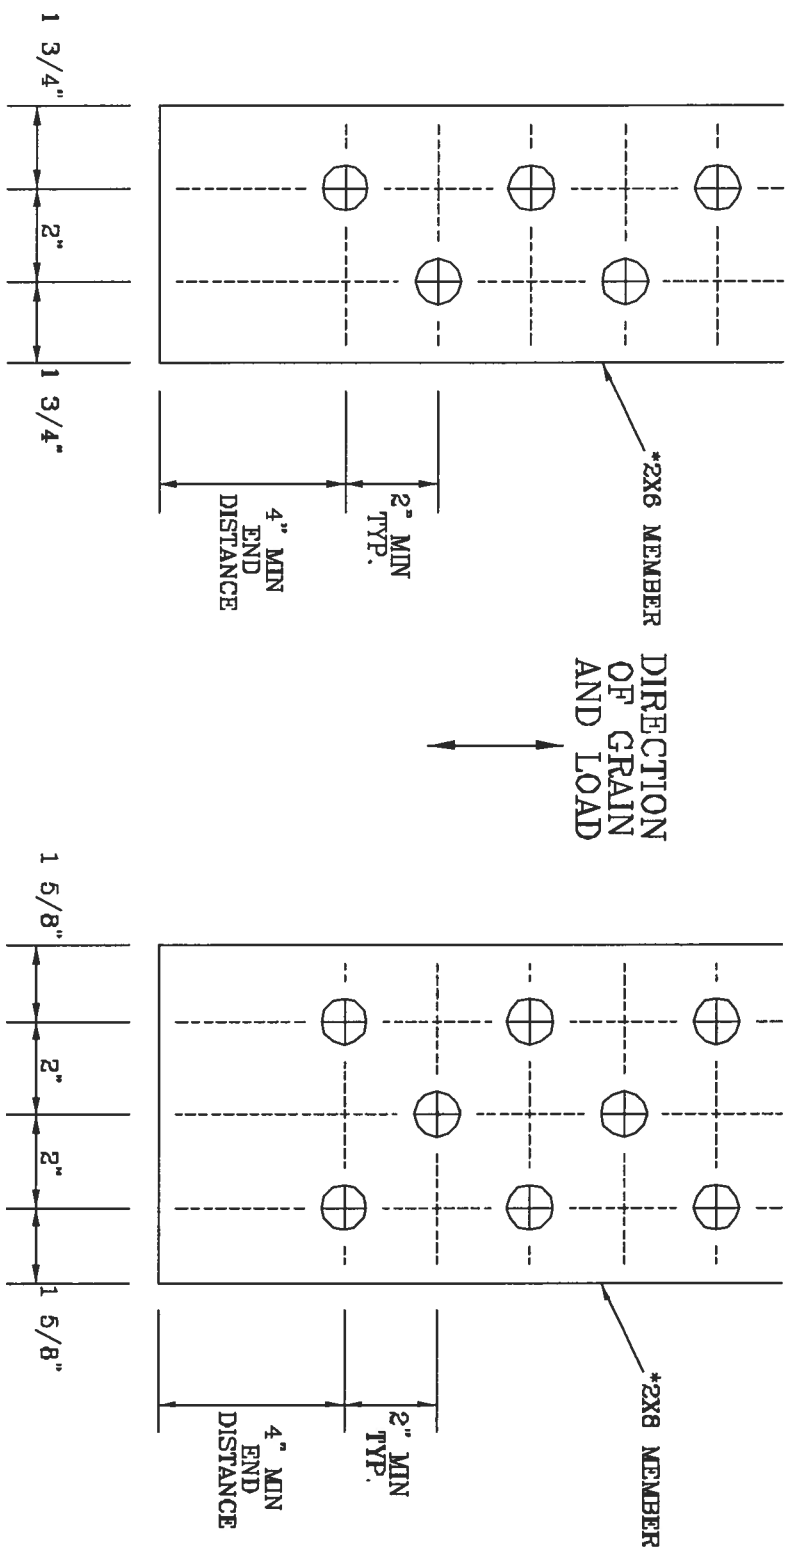 *2X6 MEMBER
1 3/4"
2"
1 3/4"
2" MIN
TYP.
4" MIN
END
DISTANCE
DIRECTION
OF GRAIN
AND LOAD
*2X8 MEMBER
1 5/8"
2"
2"
1 5/8"
2" MIN
TYP.
4" MIN
END
DISTANCE